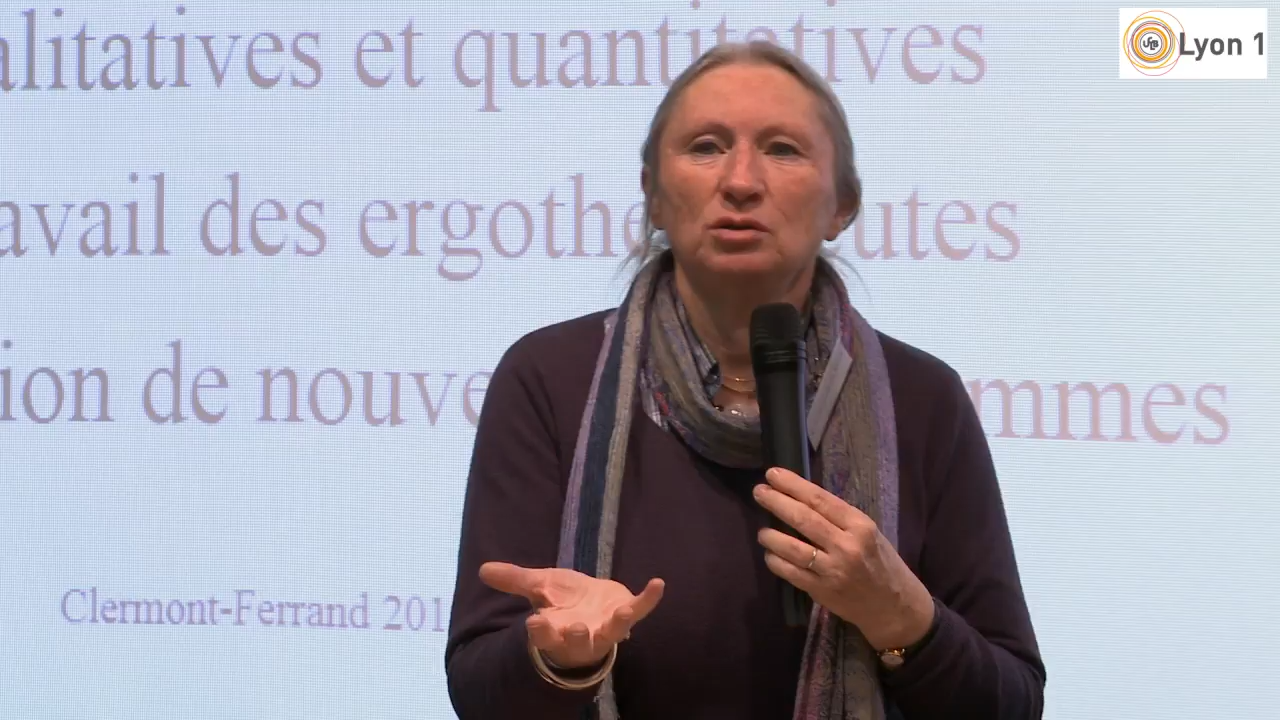 alitatives et quantitatives
avail des ergothe utes
ion de nouve mmes
Clermont-Ferrand 201
Lyon 1